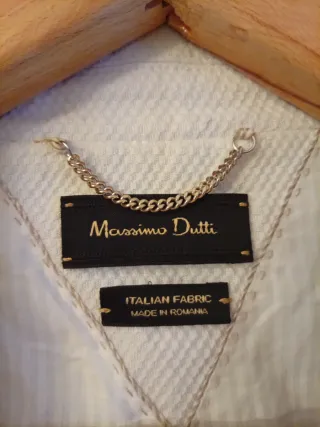 Massimo Dutti
ITALIAN FABRIC
MADE IN ROMANIA